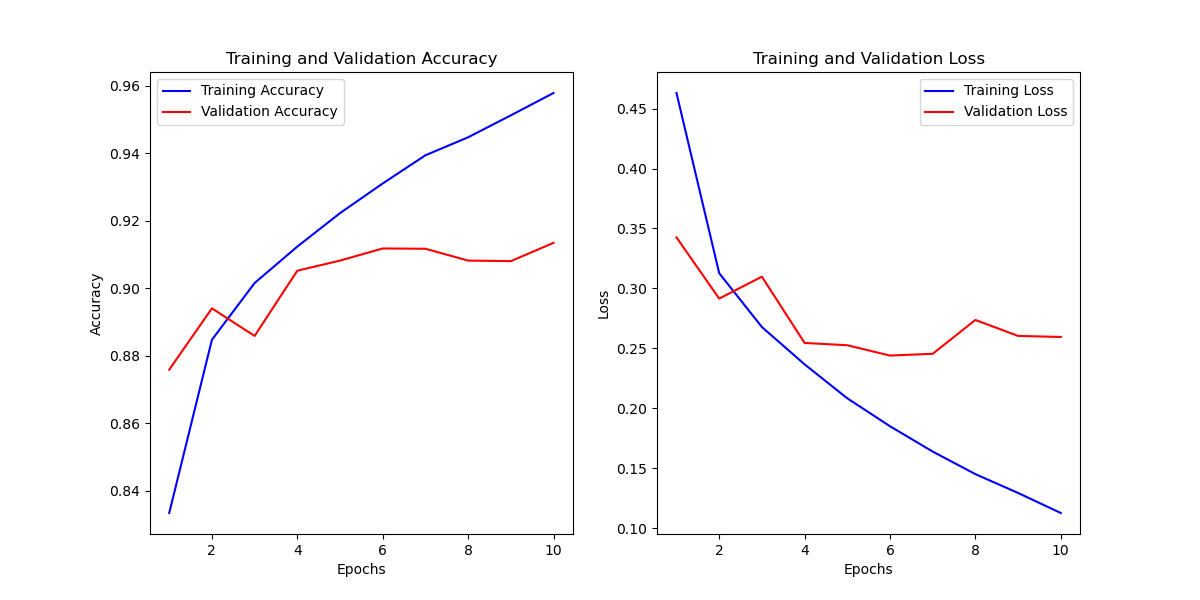 Training and Validation Accuracy
Training Accuracy
Validation Accuracy
0.96
0.94
0.92
0.90
0.88
0.86
0.84
Accuracy
2 4 6 8 10
Epochs
Training and Validation Loss
Training Loss
Validation Loss
0.45
0.40
0.35
0.30
0.25
0.20
0.15
0.10
Loss
2 4 6 8 10
Epochs